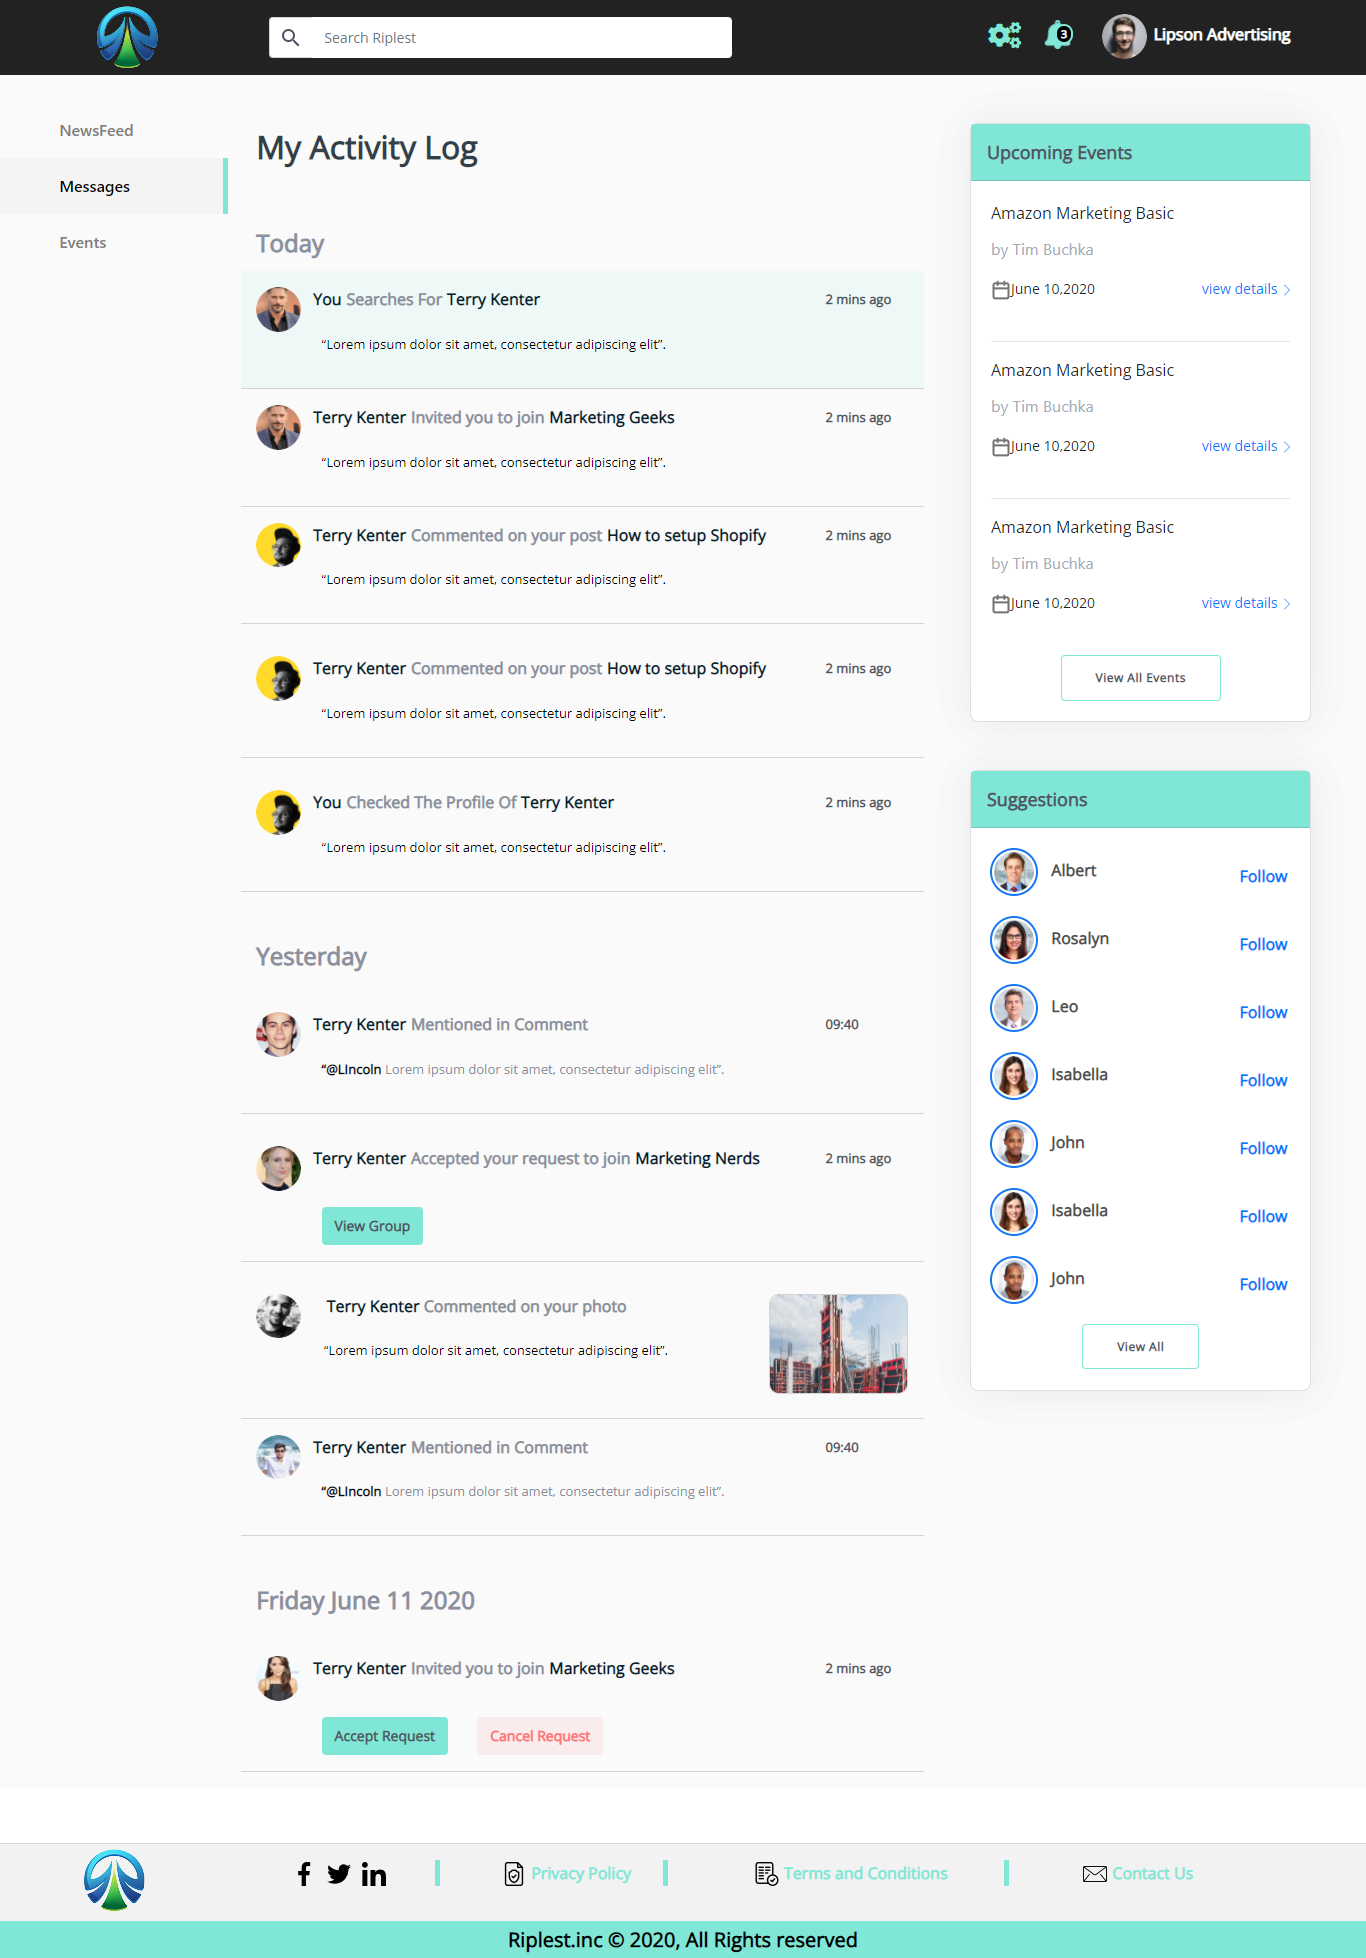 Search Riplest
3
Lipson Advertising
NewsFeed
Messages
Events
My Activity Log
Today
You Searches For Terry Kenter
2 mins ago
“Lorem ipsum dolor sit amet, consectetur adipiscing elit”.
Terry Kenter Invited you to join Marketing Geeks
2 mins ago
“Lorem ipsum dolor sit amet, consectetur adipiscing elit”.
Terry Kenter Commented on your post How to setup Shopify
2 mins ago
“Lorem ipsum dolor sit amet, consectetur adipiscing elit”.
Terry Kenter Commented on your post How to setup Shopify
2 mins ago
“Lorem ipsum dolor sit amet, consectetur adipiscing elit”.
You Checked The Profile Of Terry Kenter
2 mins ago
“Lorem ipsum dolor sit amet, consectetur adipiscing elit”.
Yesterday
Terry Kenter Mentioned in Comment
09:40
“@LIncoln Lorem ipsum dolor sit amet, consectetur adipiscing elit”.
Terry Kenter Accepted your request to join Marketing Nerds
2 mins ago
View Group
Terry Kenter Commented on your photo
“Lorem ipsum dolor sit amet, consectetur adipiscing elit”.
Terry Kenter Mentioned in Comment
09:40
“@LIncoln Lorem ipsum dolor sit amet, consectetur adipiscing elit”.
Friday June 11 2020
Terry Kenter Invited you to join Marketing Geeks
2 mins ago
Accept Request
Cancel Request
Upcoming Events
Amazon Marketing Basic
by Tim Buchka
June 10,2020
view details
Amazon Marketing Basic
by Tim Buchka
June 10,2020
view details
Amazon Marketing Basic
by Tim Buchka
June 10,2020
view details
View All Events
Suggestions
Albert
Follow
Rosalyn
Follow
Leo
Follow
Isabella
Follow
John
Follow
Isabella
Follow
John
Follow
View All
Privacy Policy
Terms and Conditions
Contact Us
Riplest.inc © 2020, All Rights reserved